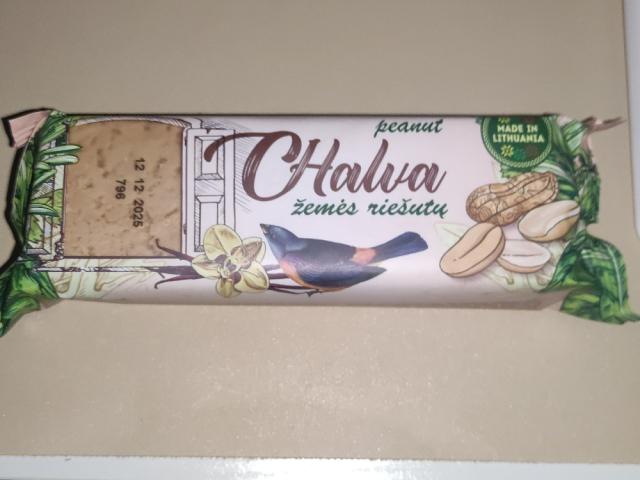 peanut
CHalva
žemės riešutų
MADE IN
LITHUANIA
12 12 2025
796